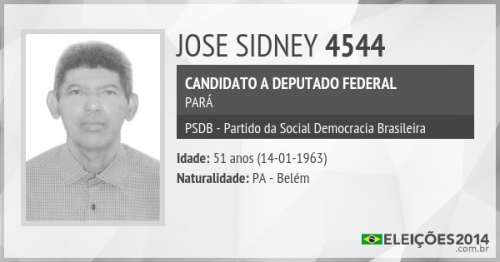 JOSE SIDNEY 4544
CANDIDATO A DEPUTADO FEDERAL
PARÁ
PSDB - Partido da Social Democracia Brasileira
Idade: 51 anos (14-01-1963)
Naturalidade: PA - Belém
ELEIÇÕES2014
.com.br